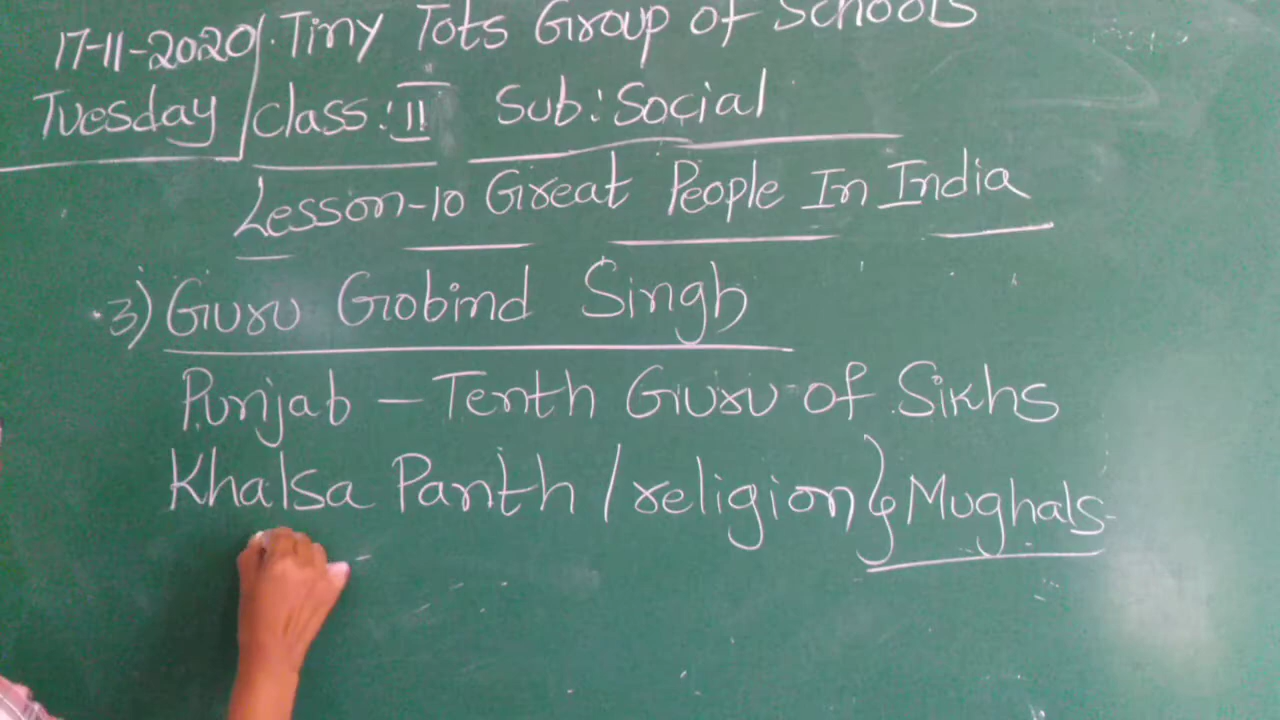 17-11-2020 Tiny Tots Group of Schools
Tuesday class: II Sub: Social
Lesson-10 Great People In India
3) Guru Gobind Singh
Punjab - Tenth Guru of Sikhs
Khalsa Panth / religion } Mughals